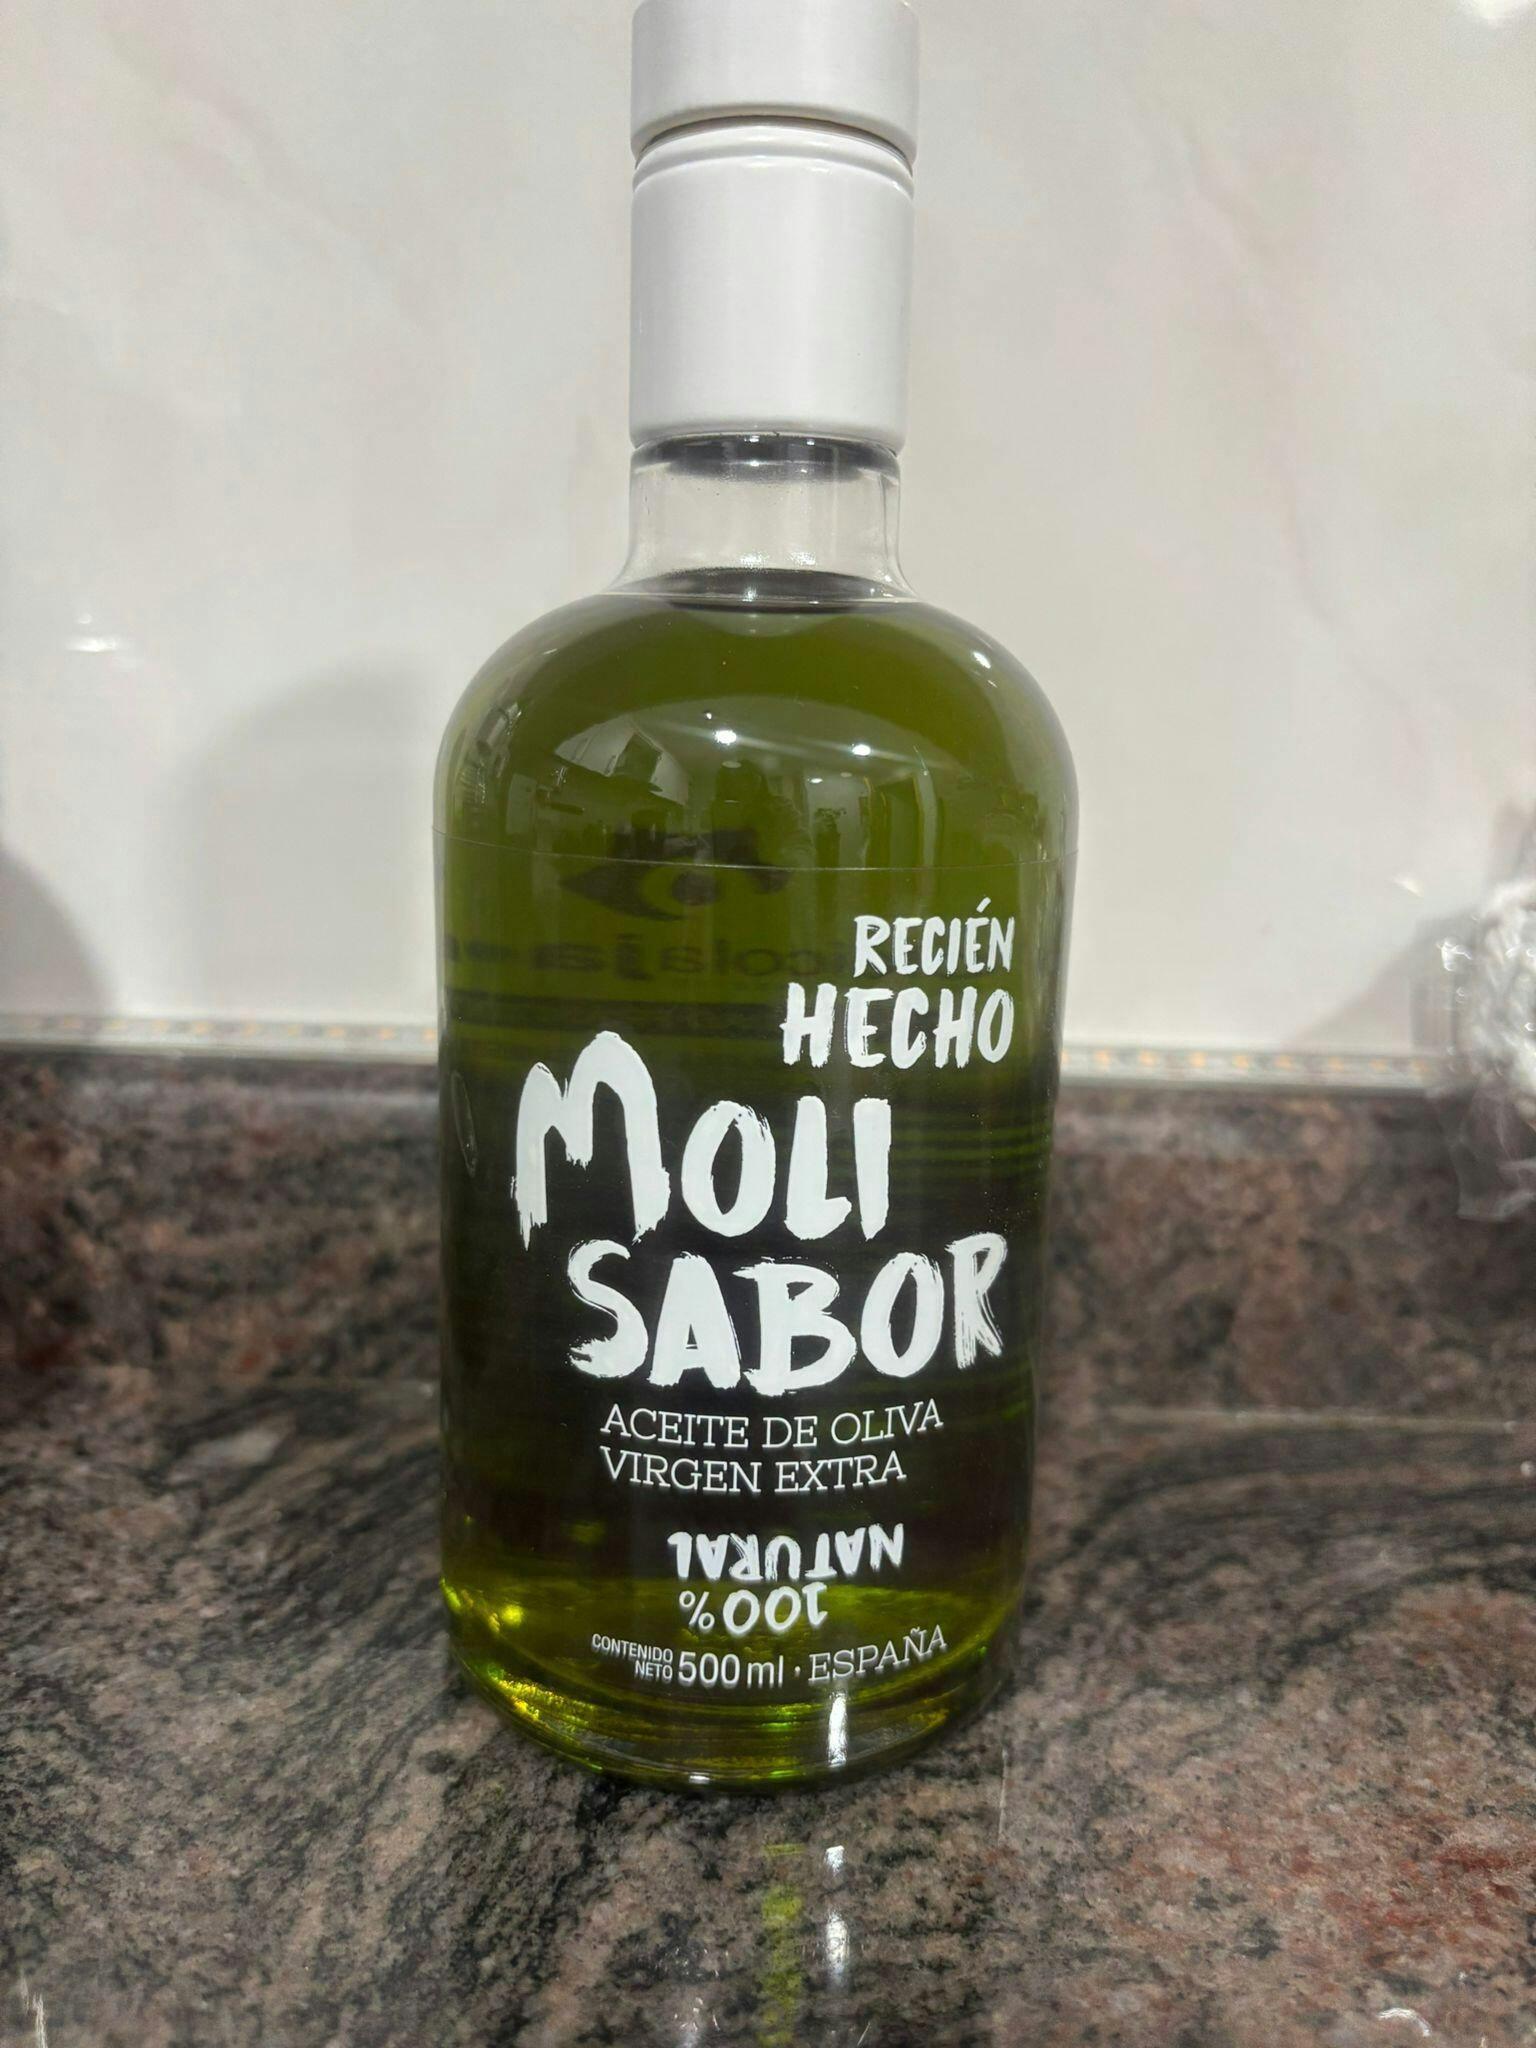 RECIÉN
HECHO
MOLI
SABOR
ACEITE DE OLIVA
VIRGEN EXTRA
100%
NATURAL
CONTENIDO
NETO 500 ml · ESPAÑA